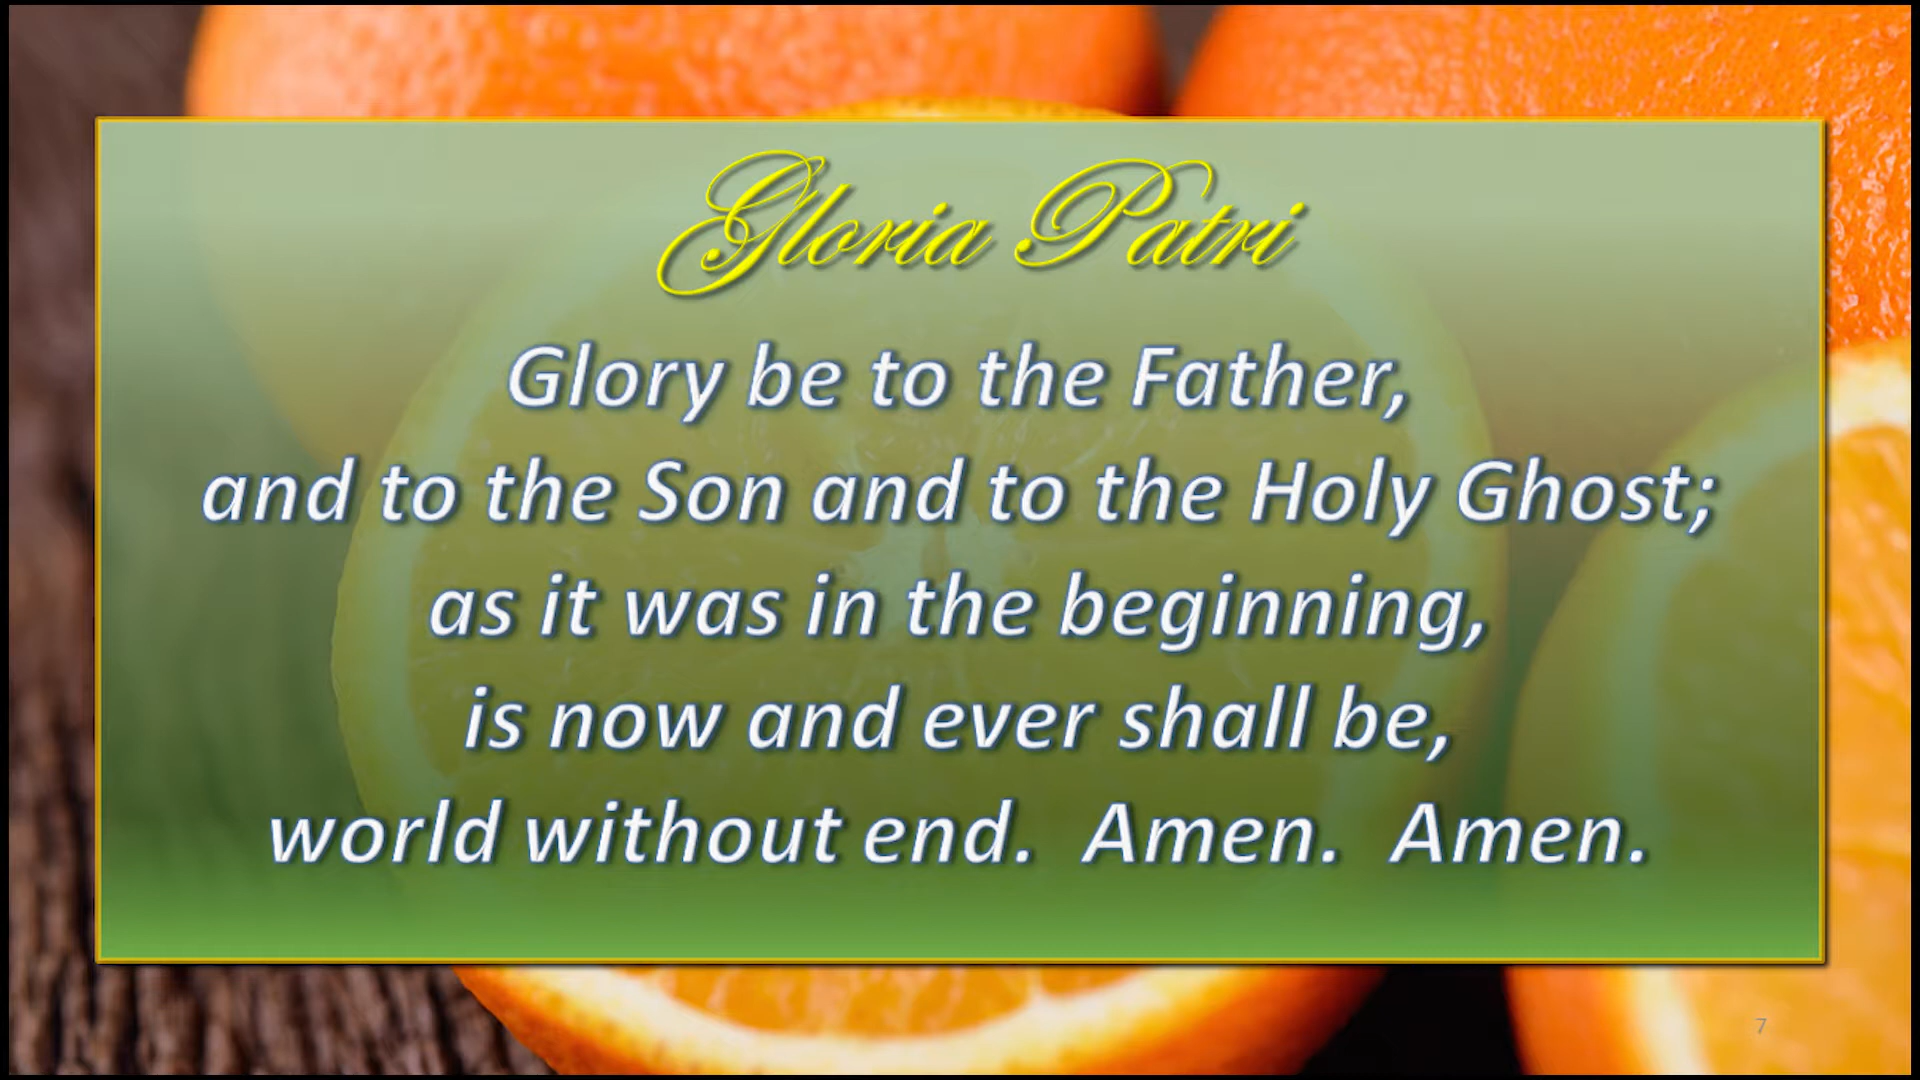 Gloria Patri
Glory be to the Father,
and to the Son and to the Holy Ghost;
as it was in the beginning,
is now and ever shall be,
world without end.  Amen.  Amen.
7